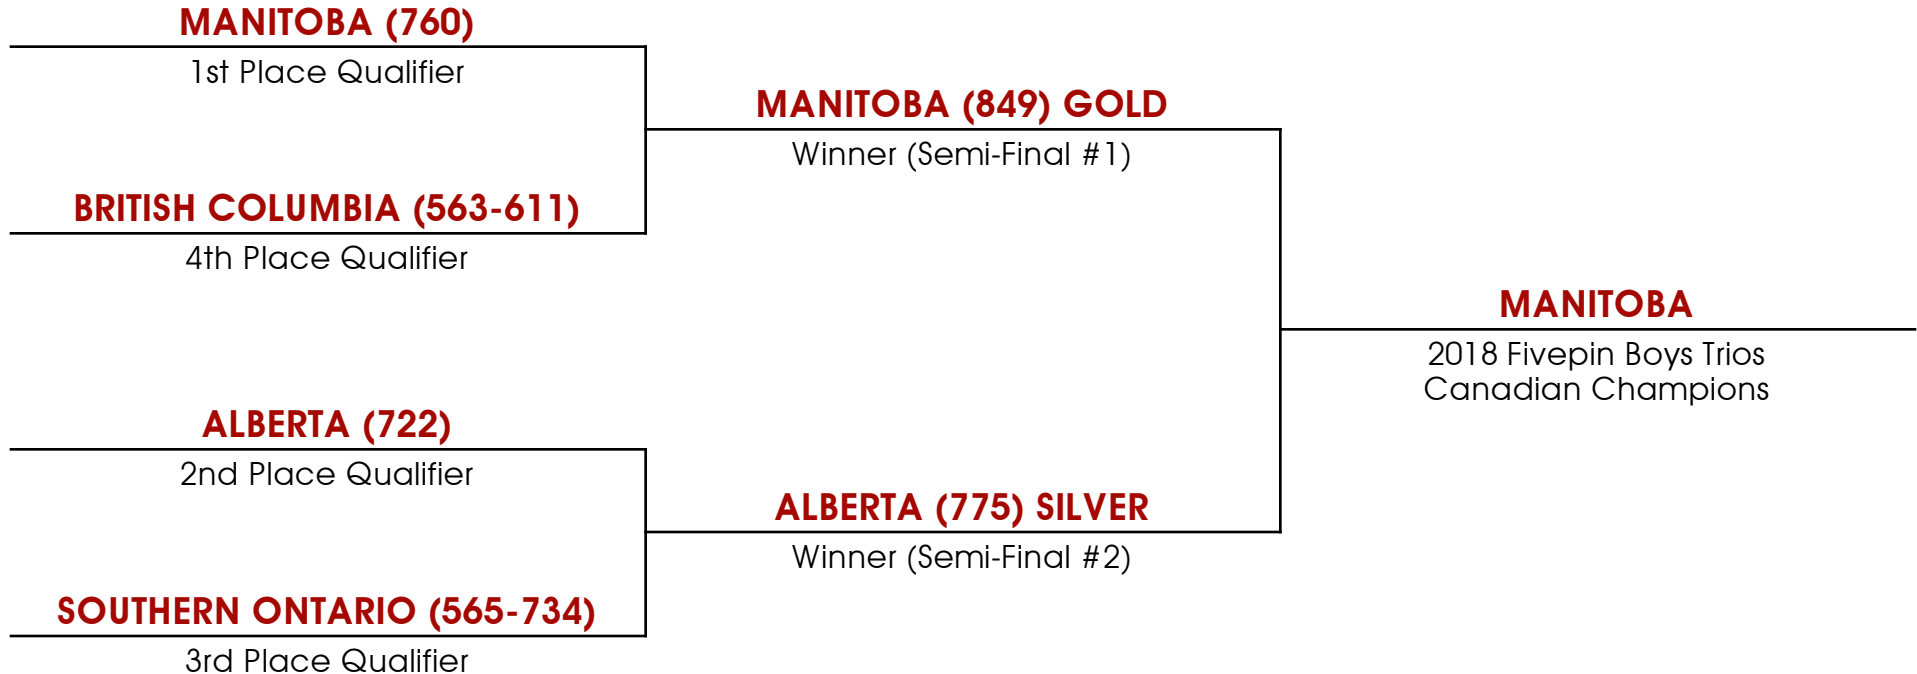 MANITOBA (760)
1st Place Qualifier
MANITOBA (849) GOLD
Winner (Semi-Final #1)
BRITISH COLUMBIA (563-611)
4th Place Qualifier
MANITOBA
2018 Fivepin Boys Trios
Canadian Champions
ALBERTA (722)
2nd Place Qualifier
ALBERTA (775) SILVER
Winner (Semi-Final #2)
SOUTHERN ONTARIO (565-734)
3rd Place Qualifier